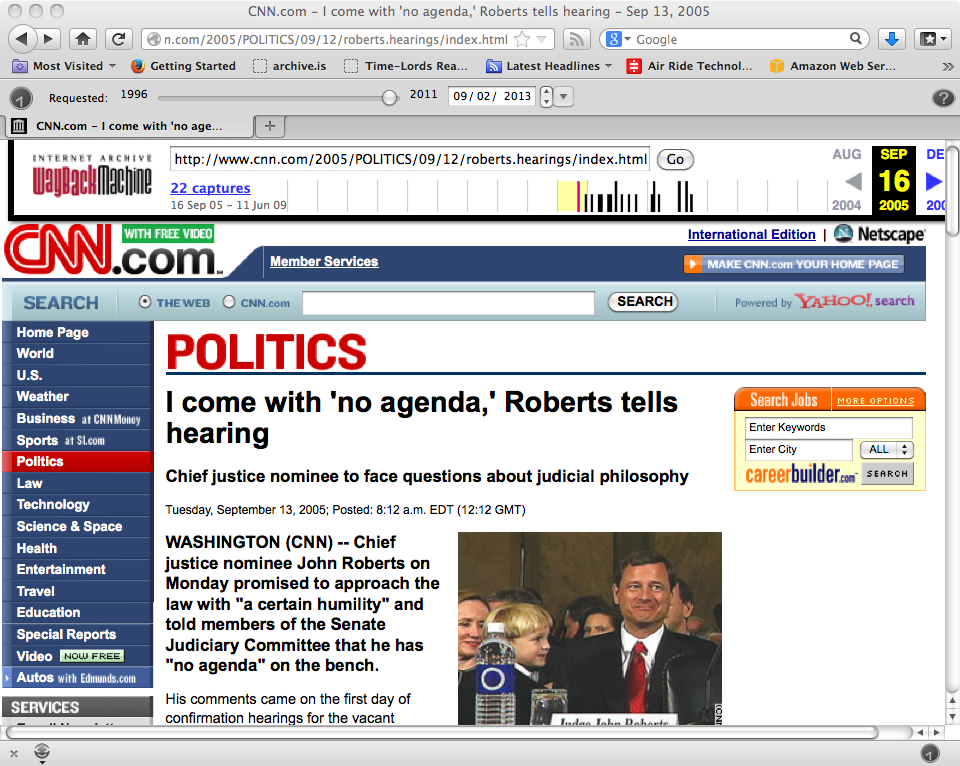 CNN.com – I come with 'no agenda,' Roberts tells hearing – Sep 13, 2005
n.com/2005/POLITICS/09/12/roberts.hearings/index.html
Google
Most Visited
Getting Started
archive.is
Time-Lords Rea...
Latest Headlines
Air Ride Technol...
Amazon Web Ser...
Requested:
1996
2011
09/ 02/ 2013
CNN.com – I come with 'no age...
INTERNET ARCHIVE
WayBackMachine
http://www.cnn.com/2005/POLITICS/09/12/roberts.hearings/index.html
Go
22 captures
16 Sep 05 – 11 Jun 09
AUG
SEP
DE
16
2004
2005
200
CNN.com
WITH FREE VIDEO
International Edition | Netscape
Member Services
MAKE CNN.com YOUR HOME PAGE
SEARCH
THE WEB
CNN.com
SEARCH
Powered by YAHOO! search
Home Page
World
U.S.
Weather
Business at CNNMoney
Sports at SI.com
Politics
Law
Technology
Science & Space
Health
Entertainment
Travel
Education
Special Reports
Video NOW FREE
Autos with Edmunds.com
SERVICES
POLITICS
I come with 'no agenda,' Roberts tells
hearing
Chief justice nominee to face questions about judicial philosophy
Tuesday, September 13, 2005; Posted: 8:12 a.m. EDT (12:12 GMT)
WASHINGTON (CNN) -- Chief
justice nominee John Roberts on
Monday promised to approach the
law with "a certain humility" and
told members of the Senate
Judiciary Committee that he has
"no agenda" on the bench.
His comments came on the first day of
confirmation hearings for the vacant
Judge John Roberts
Search Jobs
MORE OPTIONS
Enter Keywords
Enter City
ALL
careerbuilder.com
SEARCH